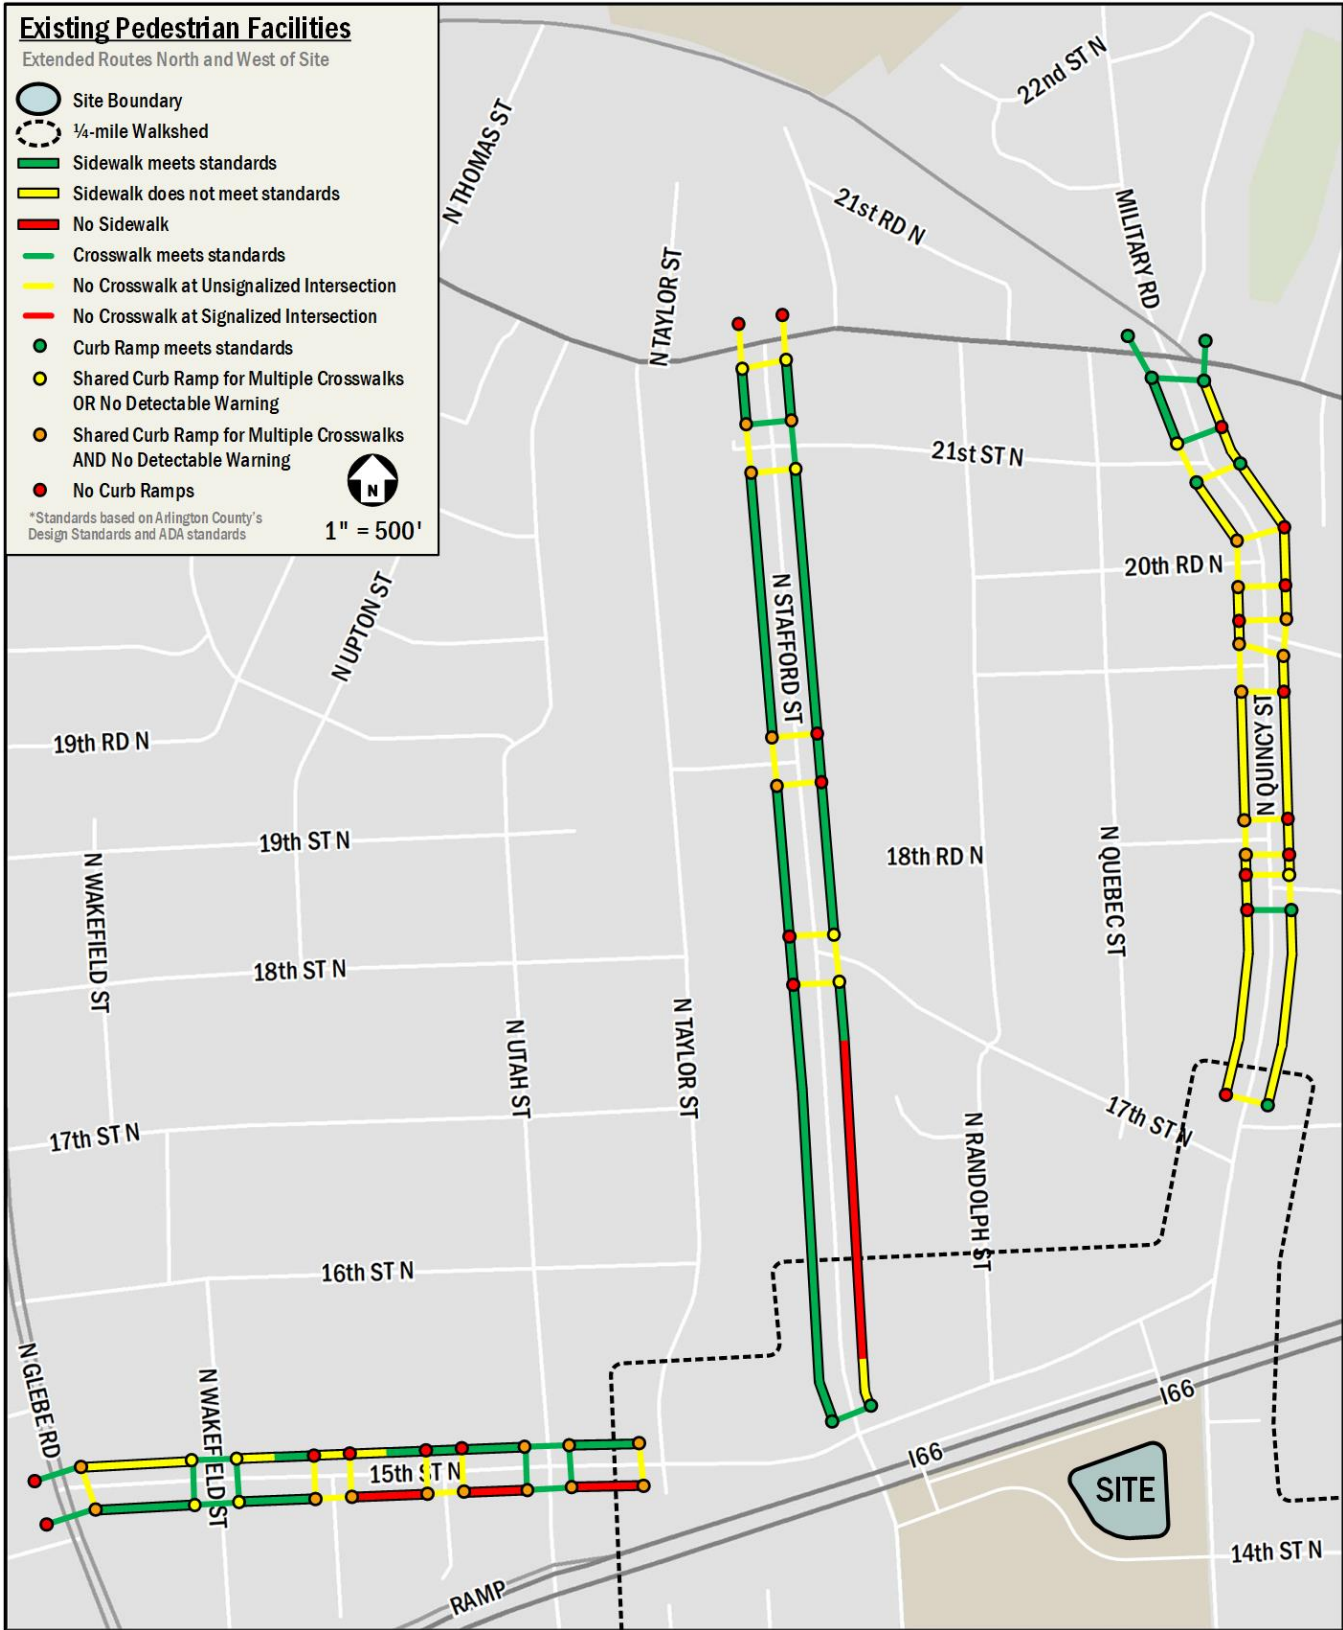 Existing Pedestrian Facilities
Extended Routes North and West of Site
Site Boundary
¼-mile Walkshed
Sidewalk meets standards
Sidewalk does not meet standards
No Sidewalk
Crosswalk meets standards
No Crosswalk at Unsignalized Intersection
No Crosswalk at Signalized Intersection
Curb Ramp meets standards
Shared Curb Ramp for Multiple Crosswalks
OR No Detectable Warning
Shared Curb Ramp for Multiple Crosswalks
AND No Detectable Warning
No Curb Ramps
N
*Standards based on Arlington County's
Design Standards and ADA standards
1" = 500'
22nd ST N
N THOMAS ST
21st RD N
MILITARY RD
N TAYLOR ST
21st ST N
20th RD N
N STAFFORD ST
N UPTON ST
19th RD N
N QUINCY ST
19th ST N
18th RD N
N QUEBEC ST
N WAKEFIELD ST
18th ST N
N TAYLOR ST
N UTAH ST
17th ST N
17th ST N
N RANDOLPH ST
16th ST N
N GLEBE RD
N WAKEFIELD ST
I66
I66
15th ST N
SITE
14th ST N
RAMP